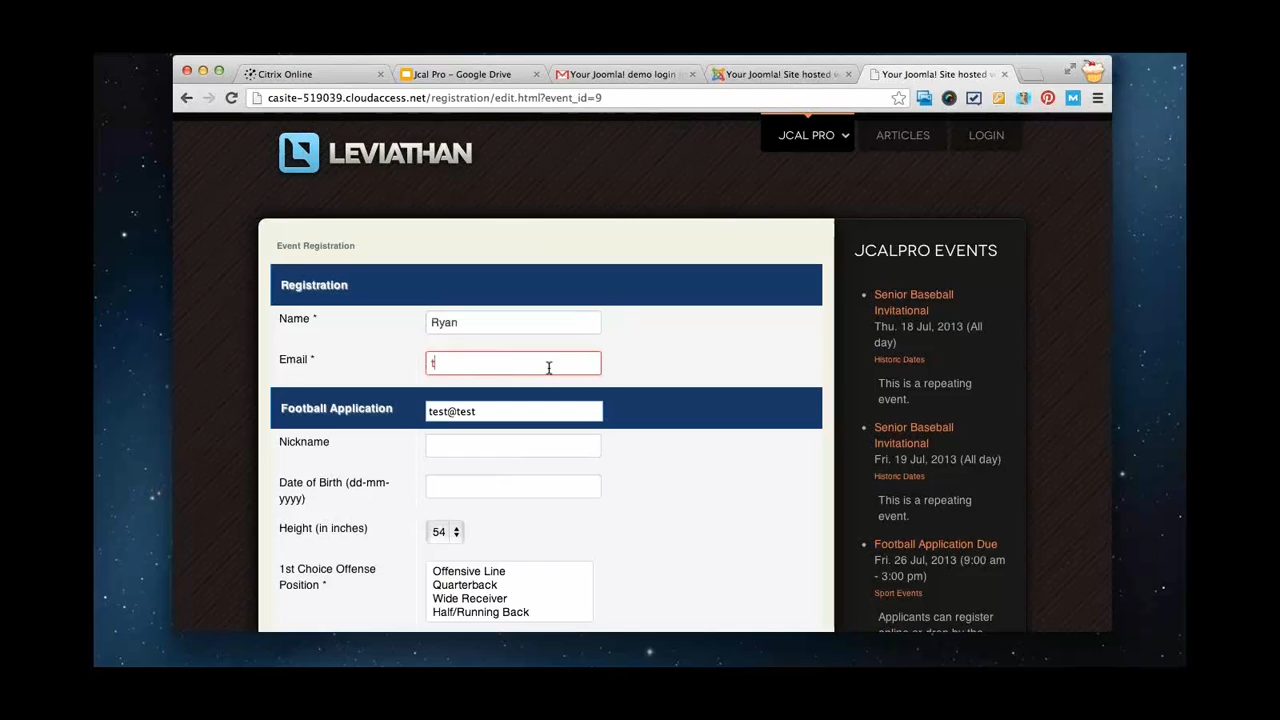 Citrix Online
Jcal Pro – Google Drive
Your Joomla! demo login
Your Joomla! Site hosted
Your Joomla! Site hosted
casite-519039.cloudaccess.net/registration/edit.html?event_id=9
LEVIATHAN
JCAL PRO
ARTICLES
LOGIN
Event Registration
Registration
Name *
Ryan
Email *
t
Football Application
test@test
Nickname
Date of Birth (dd-mm-
yyyy)
Height (in inches)
54
1st Choice Offense
Position *
Offensive Line
Quarterback
Wide Receiver
Half/Running Back
JCALPRO EVENTS
Senior Baseball
Invitational
Thu. 18 Jul, 2013 (All
day)
Historic Dates
This is a repeating
event.
Senior Baseball
Invitational
Fri. 19 Jul, 2013 (All day)
Historic Dates
This is a repeating
event.
Football Application Due
Fri. 26 Jul, 2013 (9:00 am
- 3:00 pm)
Sport Events
Applicants can register
online or drop by the